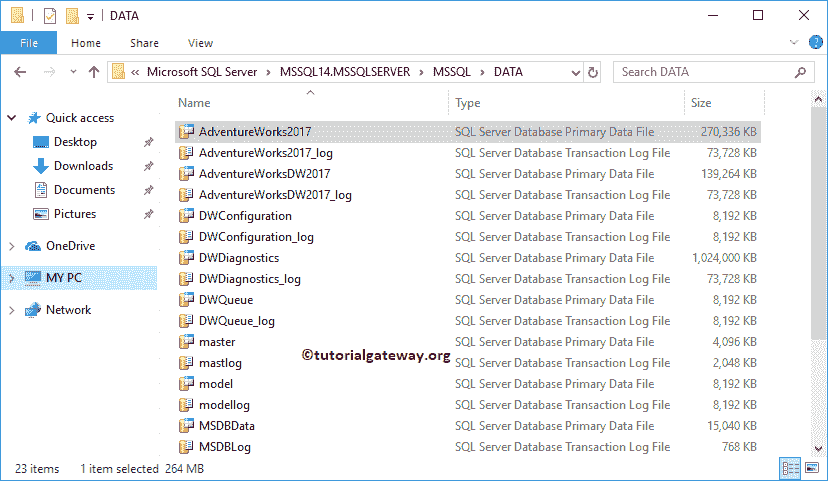 DATA
File Home Share View
« Microsoft SQL Server > MSSQL14.MSSQLSERVER > MSSQL > DATA Search DATA
Name Type Size
Quick access
Desktop
Downloads
Documents
Pictures
OneDrive
MY PC
Network
AdventureWorks2017 SQL Server Database Primary Data File 270,336 KB
AdventureWorks2017_log SQL Server Database Transaction Log File 73,728 KB
AdventureWorksDW2017 SQL Server Database Primary Data File 139,264 KB
AdventureWorksDW2017_log SQL Server Database Transaction Log File 73,728 KB
DWConfiguration SQL Server Database Primary Data File 8,192 KB
DWConfiguration_log SQL Server Database Transaction Log File 8,192 KB
DWDiagnostics SQL Server Database Primary Data File 1,024,000 KB
DWDiagnostics_log SQL Server Database Transaction Log File 73,728 KB
DWQueue SQL Server Database Primary Data File 8,192 KB
DWQueue_log SQL Server Database Transaction Log File 8,192 KB
master SQL Server Database Primary Data File 4,096 KB
©tutorialgateway.org
mastlog SQL Server Database Transaction Log File 2,048 KB
model SQL Server Database Primary Data File 8,192 KB
modellog SQL Server Database Transaction Log File 8,192 KB
MSDBData SQL Server Database Primary Data File 15,040 KB
MSDBLog SQL Server Database Transaction Log File 768 KB
23 items 1 item selected 264 MB